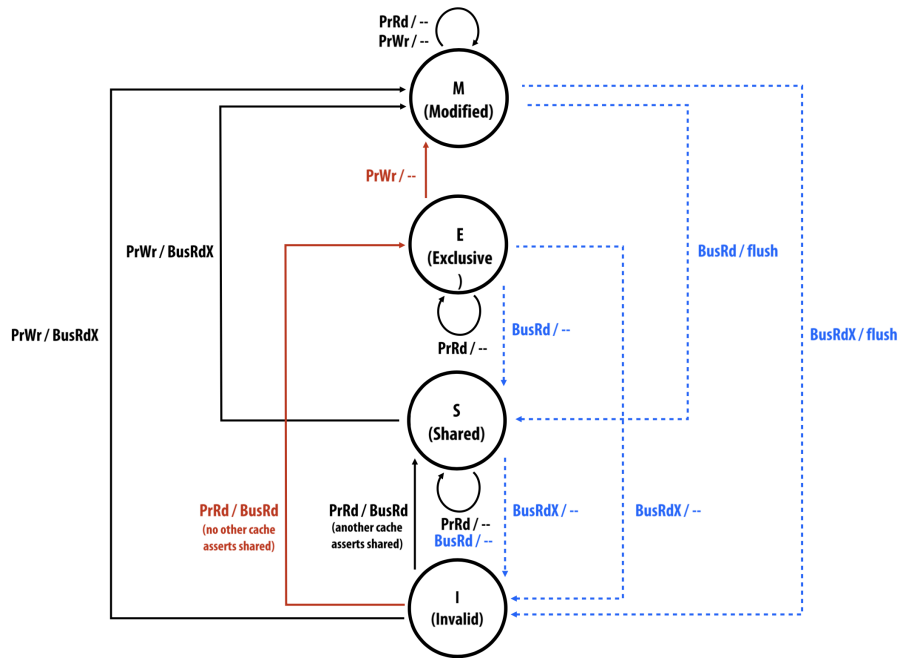 PrRd / --
PrWr / --
M
(Modified)
PrWr / --
E
(Exclusive
)
PrWr / BusRdX
BusRd / flush
PrWr / BusRdX
BusRd / --
BusRdX / flush
PrRd / --
S
(Shared)
PrRd / BusRd
(no other cache
asserts shared)
PrRd / BusRd
(another cache
asserts shared)
PrRd / --
BusRd / --
BusRdX / --
BusRdX / --
I
(Invalid)